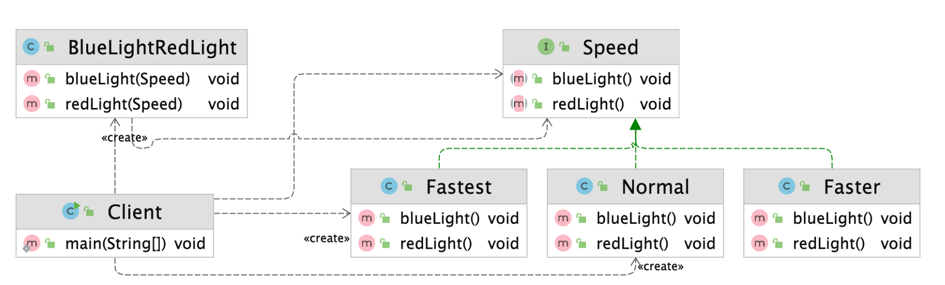 C BlueLightRedLight
m blueLight(Speed) void
m redLight(Speed) void
I Speed
m blueLight() void
m redLight() void
«create»
C Fastest
m blueLight() void
m redLight() void
C Normal
m blueLight() void
m redLight() void
C Faster
m blueLight() void
m redLight() void
C Client
m main(String[]) void
«create»
«create»